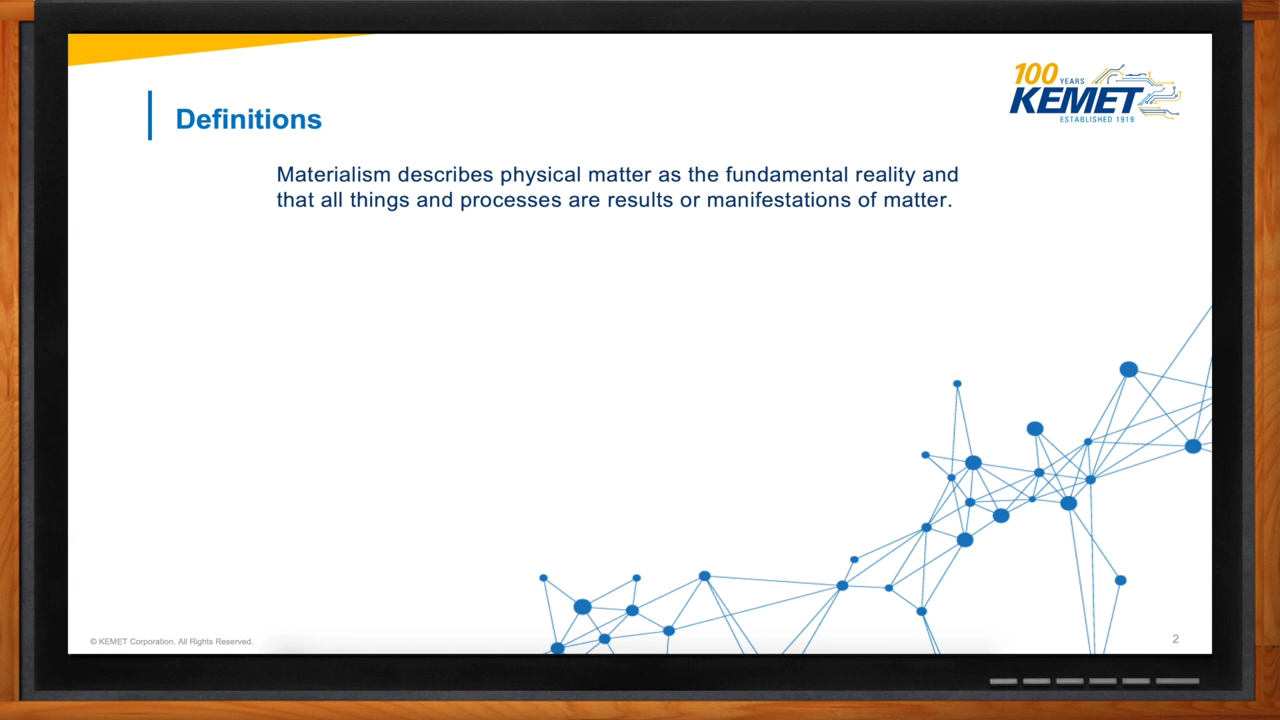 100 YEARS
KEMET
ESTABLISHED 1919
Definitions
Materialism describes physical matter as the fundamental reality and
that all things and processes are results or manifestations of matter.
© KEMET Corporation. All Rights Reserved.
2